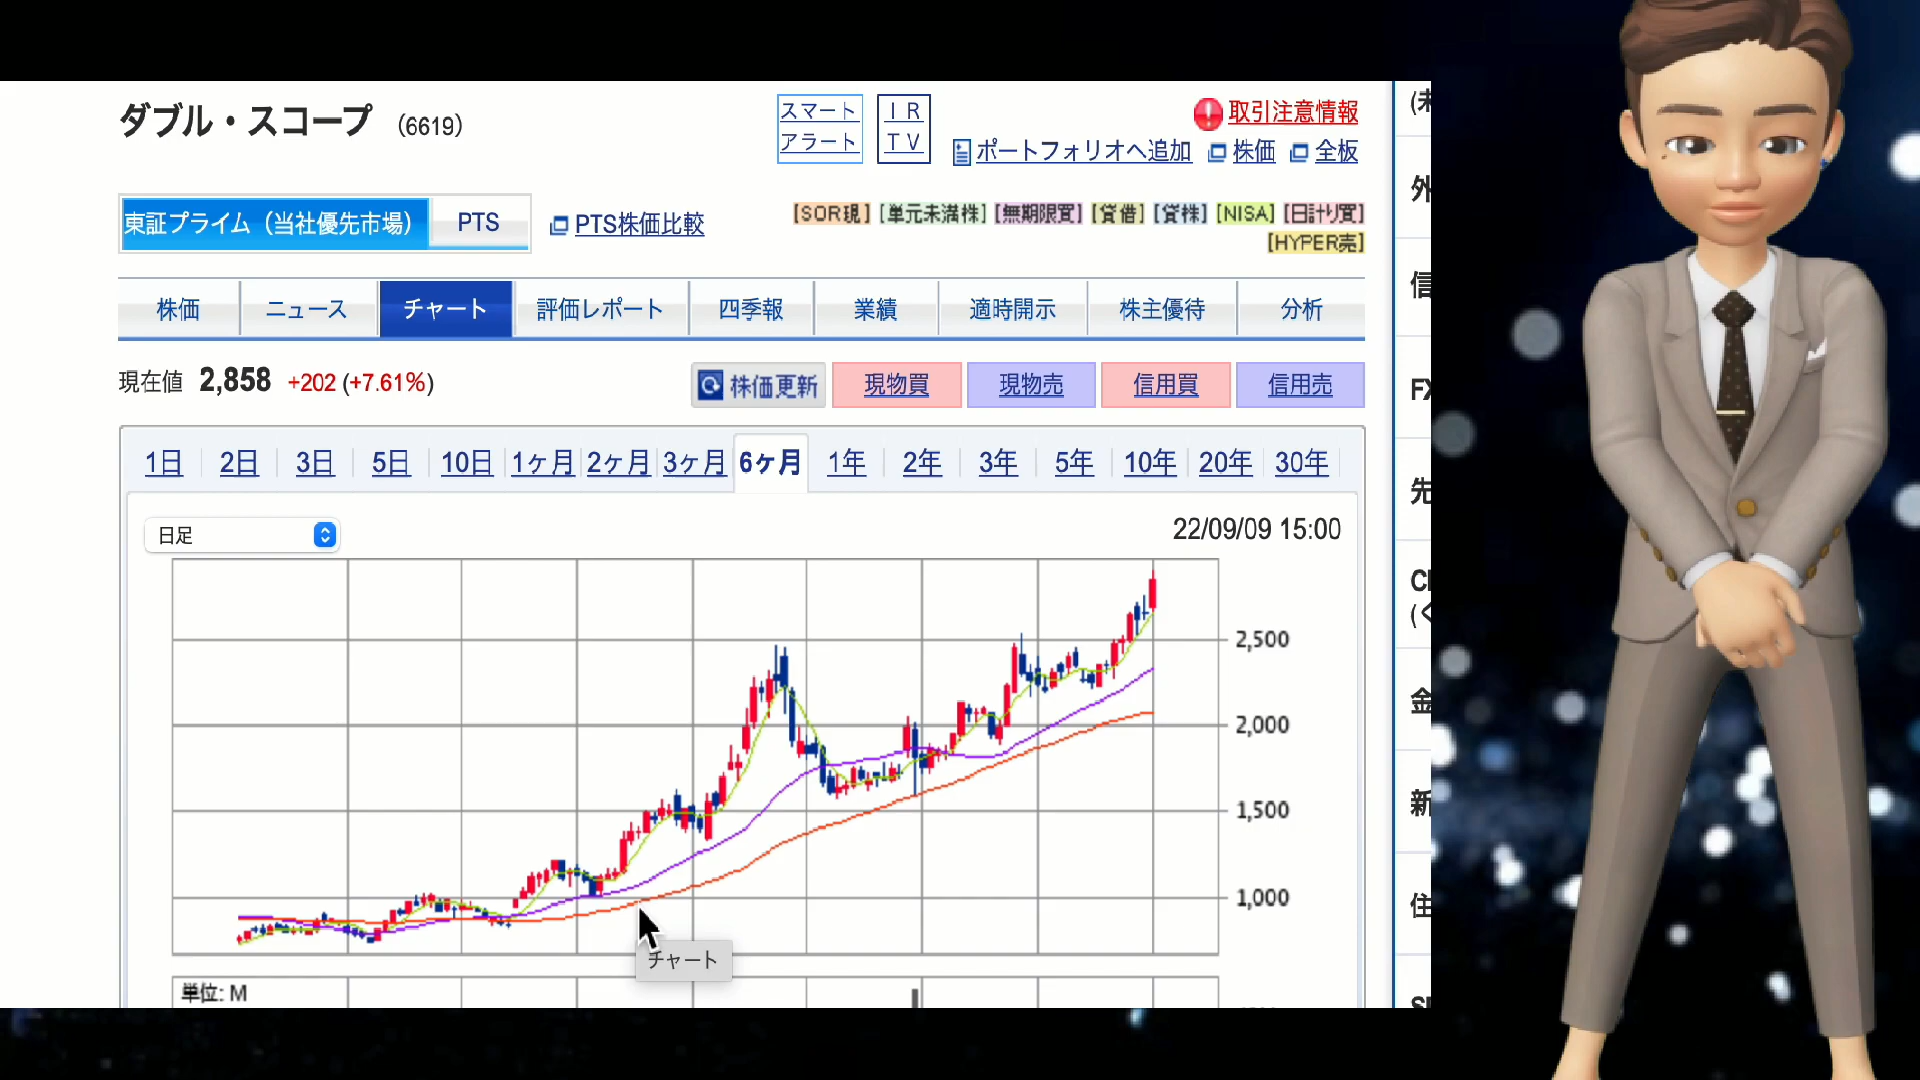 ダブル・スコープ (6619)
スマート
アラート
IR
TV
取引注意情報
ポートフォリオへ追加 株価 全板
東証プライム（当社優先市場） PTS PTS株価比較
[SOR現] [単元未満株] [無期限買] [貸借] [貸株] [NISA] [日計り買]
[HYPER売]
株価 ニュース チャート 評価レポート 四季報 業績 適時開示 株主優待 分析
現在値 2,858 +202 (+7.61%)
株価更新 現物買 現物売 信用買 信用売
1日 2日 3日 5日 10日 1ヶ月 2ヶ月 3ヶ月 6ヶ月 1年 2年 3年 5年 10年 20年 30年
日足
22/09/09 15:00
2,500
2,000
1,500
1,000
チャート
単位: M
(未
外
信
FX
先
(く
金
新
住